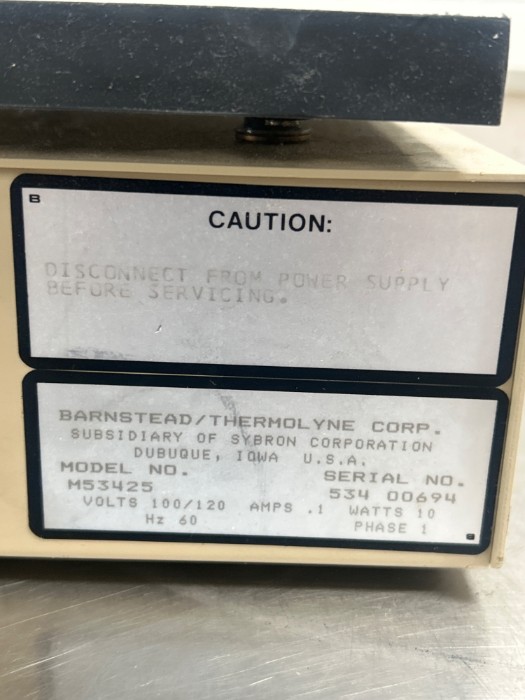 B
CAUTION:
DISCONNECT FROM POWER SUPPLY
BEFORE SERVICING.
BARNSTEAD/THERMOLYNE CORP.
SUBSIDIARY OF SYBRON CORPORATION
DUBUQUE, IOWA U.S.A.
MODEL NO. SERIAL NO.
M53425 534 00694
VOLTS 100/120 AMPS .1 WATTS 10
Hz 60 PHASE 1